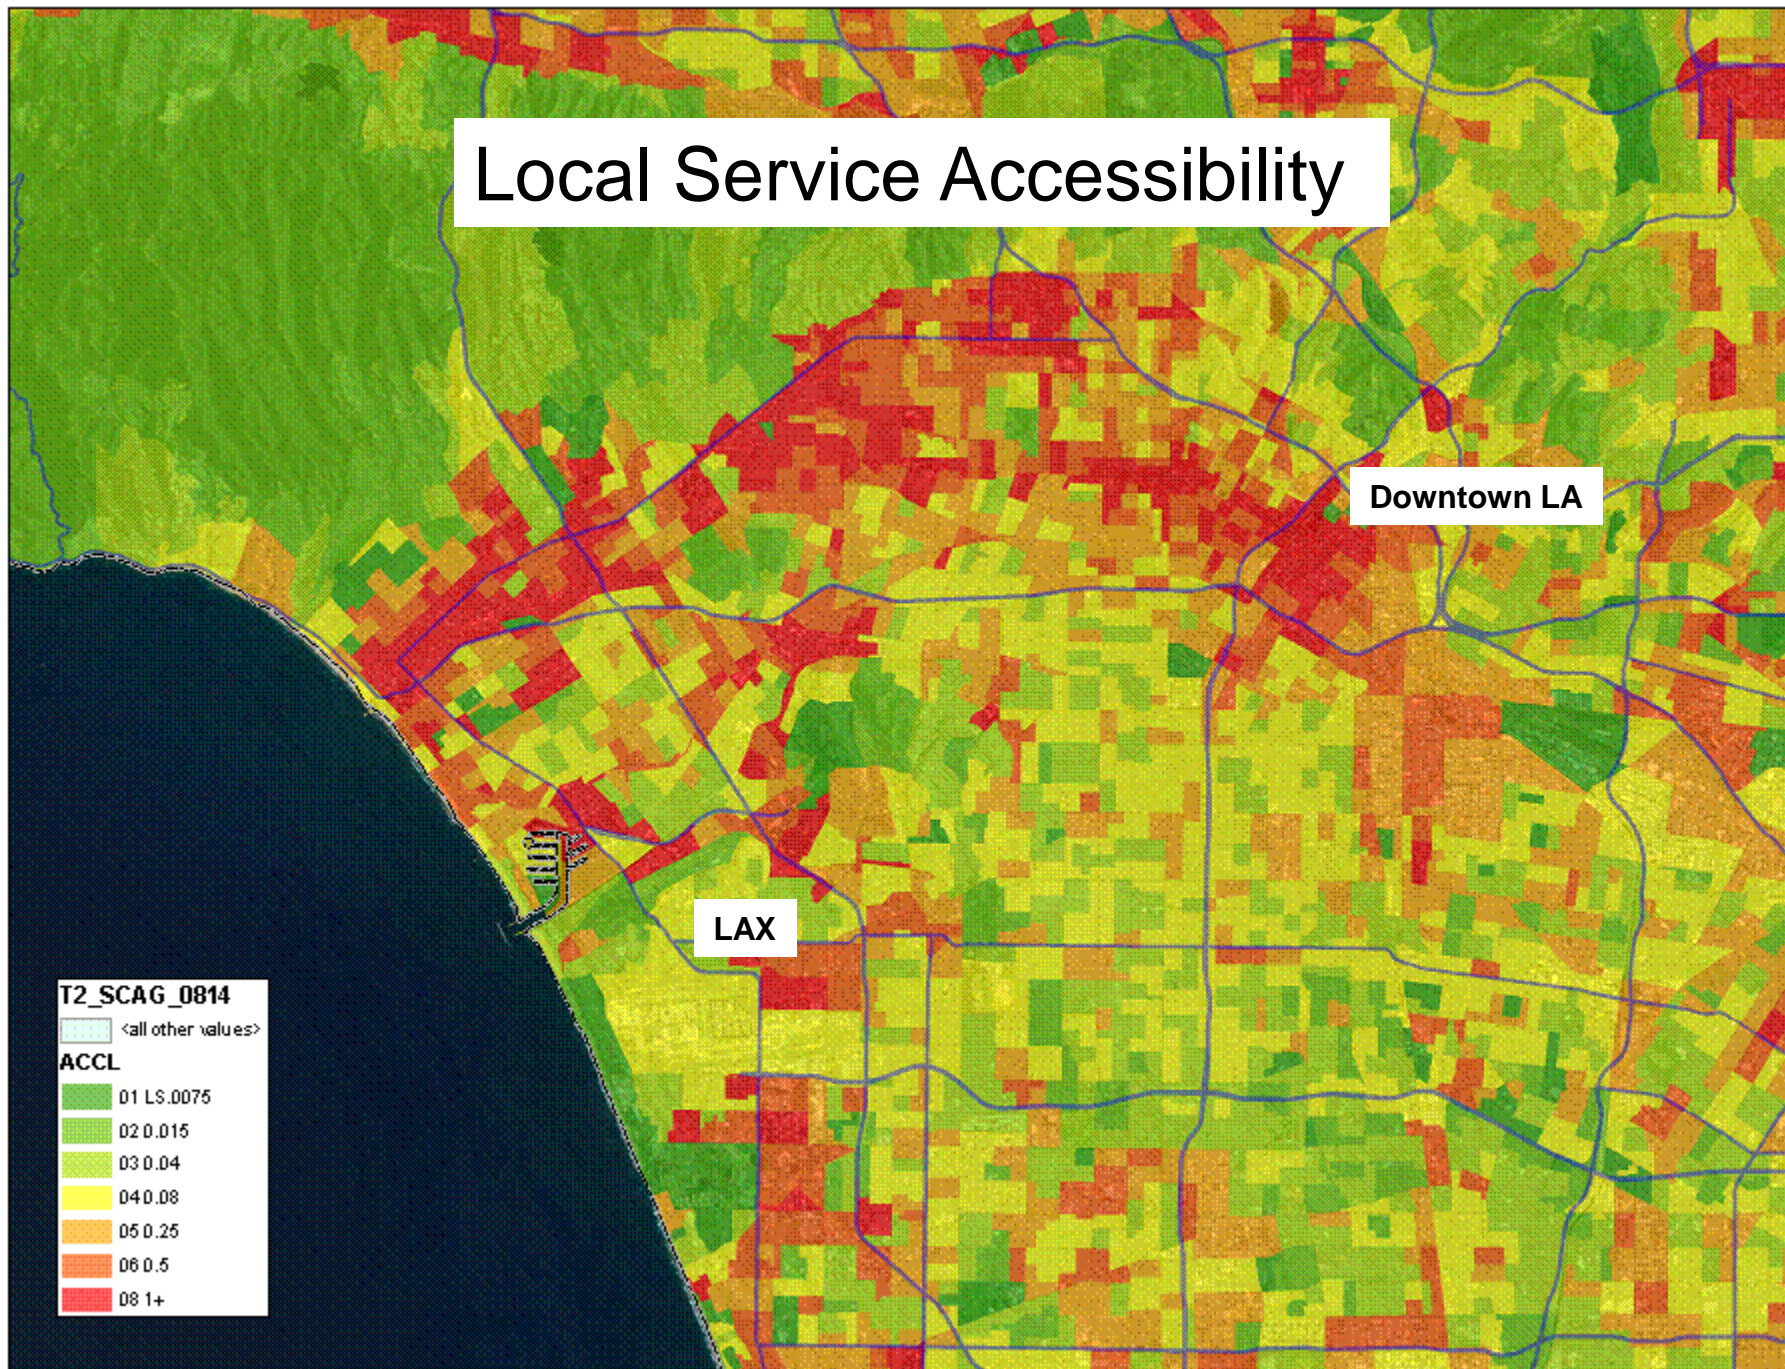 Local Service Accessibility
Downtown LA
LAX
T2_SCAG_0814
<all other values>
ACCL
01 LS.0075
02 0.015
03 0.04
04 0.08
05 0.25
06 0.5
08 1+